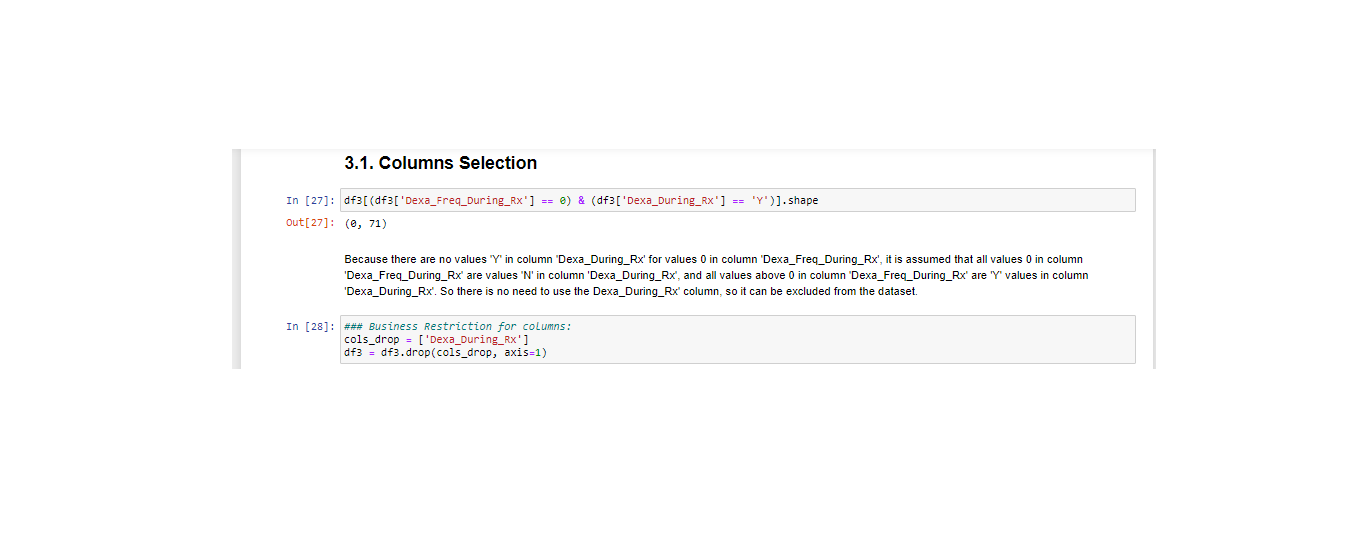 3.1. Columns Selection
In [27]: df3[(df3['Dexa_Freq_During_Rx'] == 0) & (df3['Dexa_During_Rx'] == 'Y')].shape
Out[27]: (0, 71)
Because there are no values 'Y' in column 'Dexa_During_Rx' for values 0 in column 'Dexa_Freq_During_Rx', it is assumed that all values 0 in column
'Dexa_Freq_During_Rx' are values 'N' in column 'Dexa_During_Rx', and all values above 0 in column 'Dexa_Freq_During_Rx' are 'Y' values in column
'Dexa_During_Rx'. So there is no need to use the Dexa_During_Rx' column, so it can be excluded from the dataset.
In [28]: ### Business Restriction for columns:
cols_drop = ['Dexa_During_Rx']
df3 = df3.drop(cols_drop, axis=1)